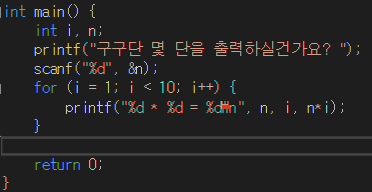 int main() {
int i, n;
printf("구구단 몇 단을 출력하실건가요? ");
scanf("%d", &n);
for (i = 1; i < 10; i++) {
printf("%d * %d = %d₩n", n, i, n*i);
}
return 0;
}